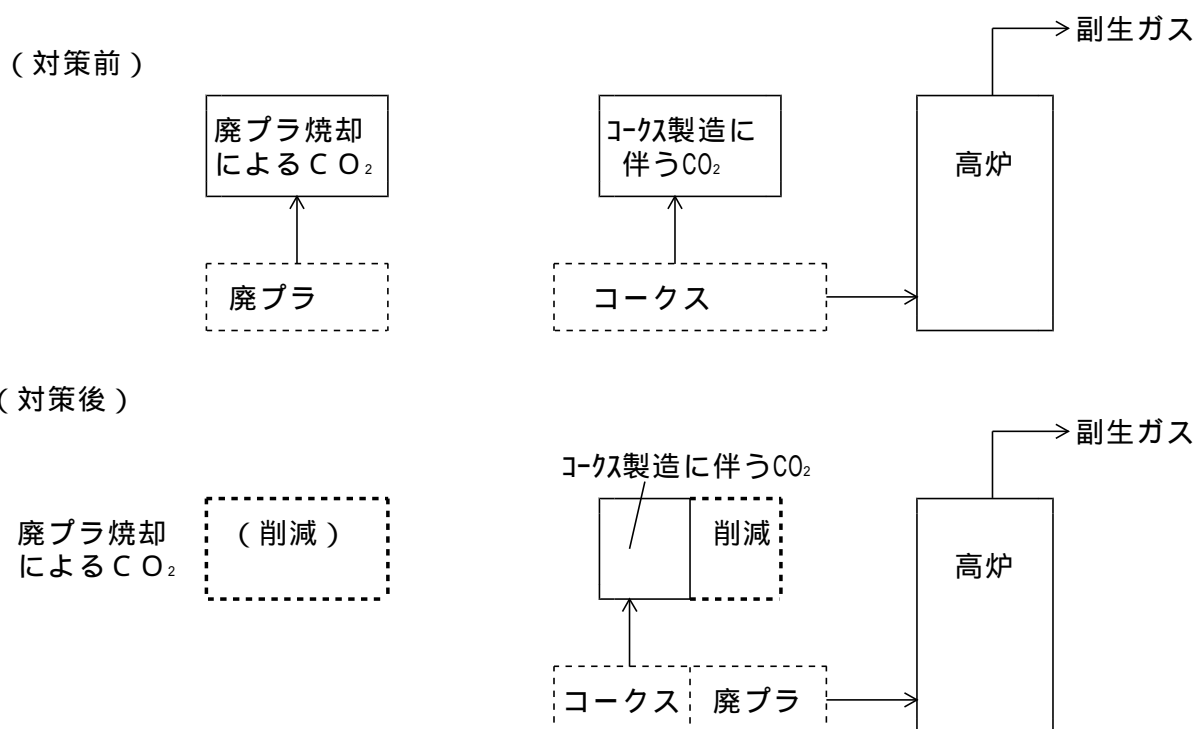 副生ガス
(対策前)
廃プラ焼却
によるＣＯ₂
ｺｰｸｽ製造に
伴うCO₂
高炉
廃プラ
コークス
(対策後)
副生ガス
ｺｰｸｽ製造に伴うCO₂
廃プラ焼却
によるＣＯ₂
(削減)
削減
高炉
コークス
廃プラ